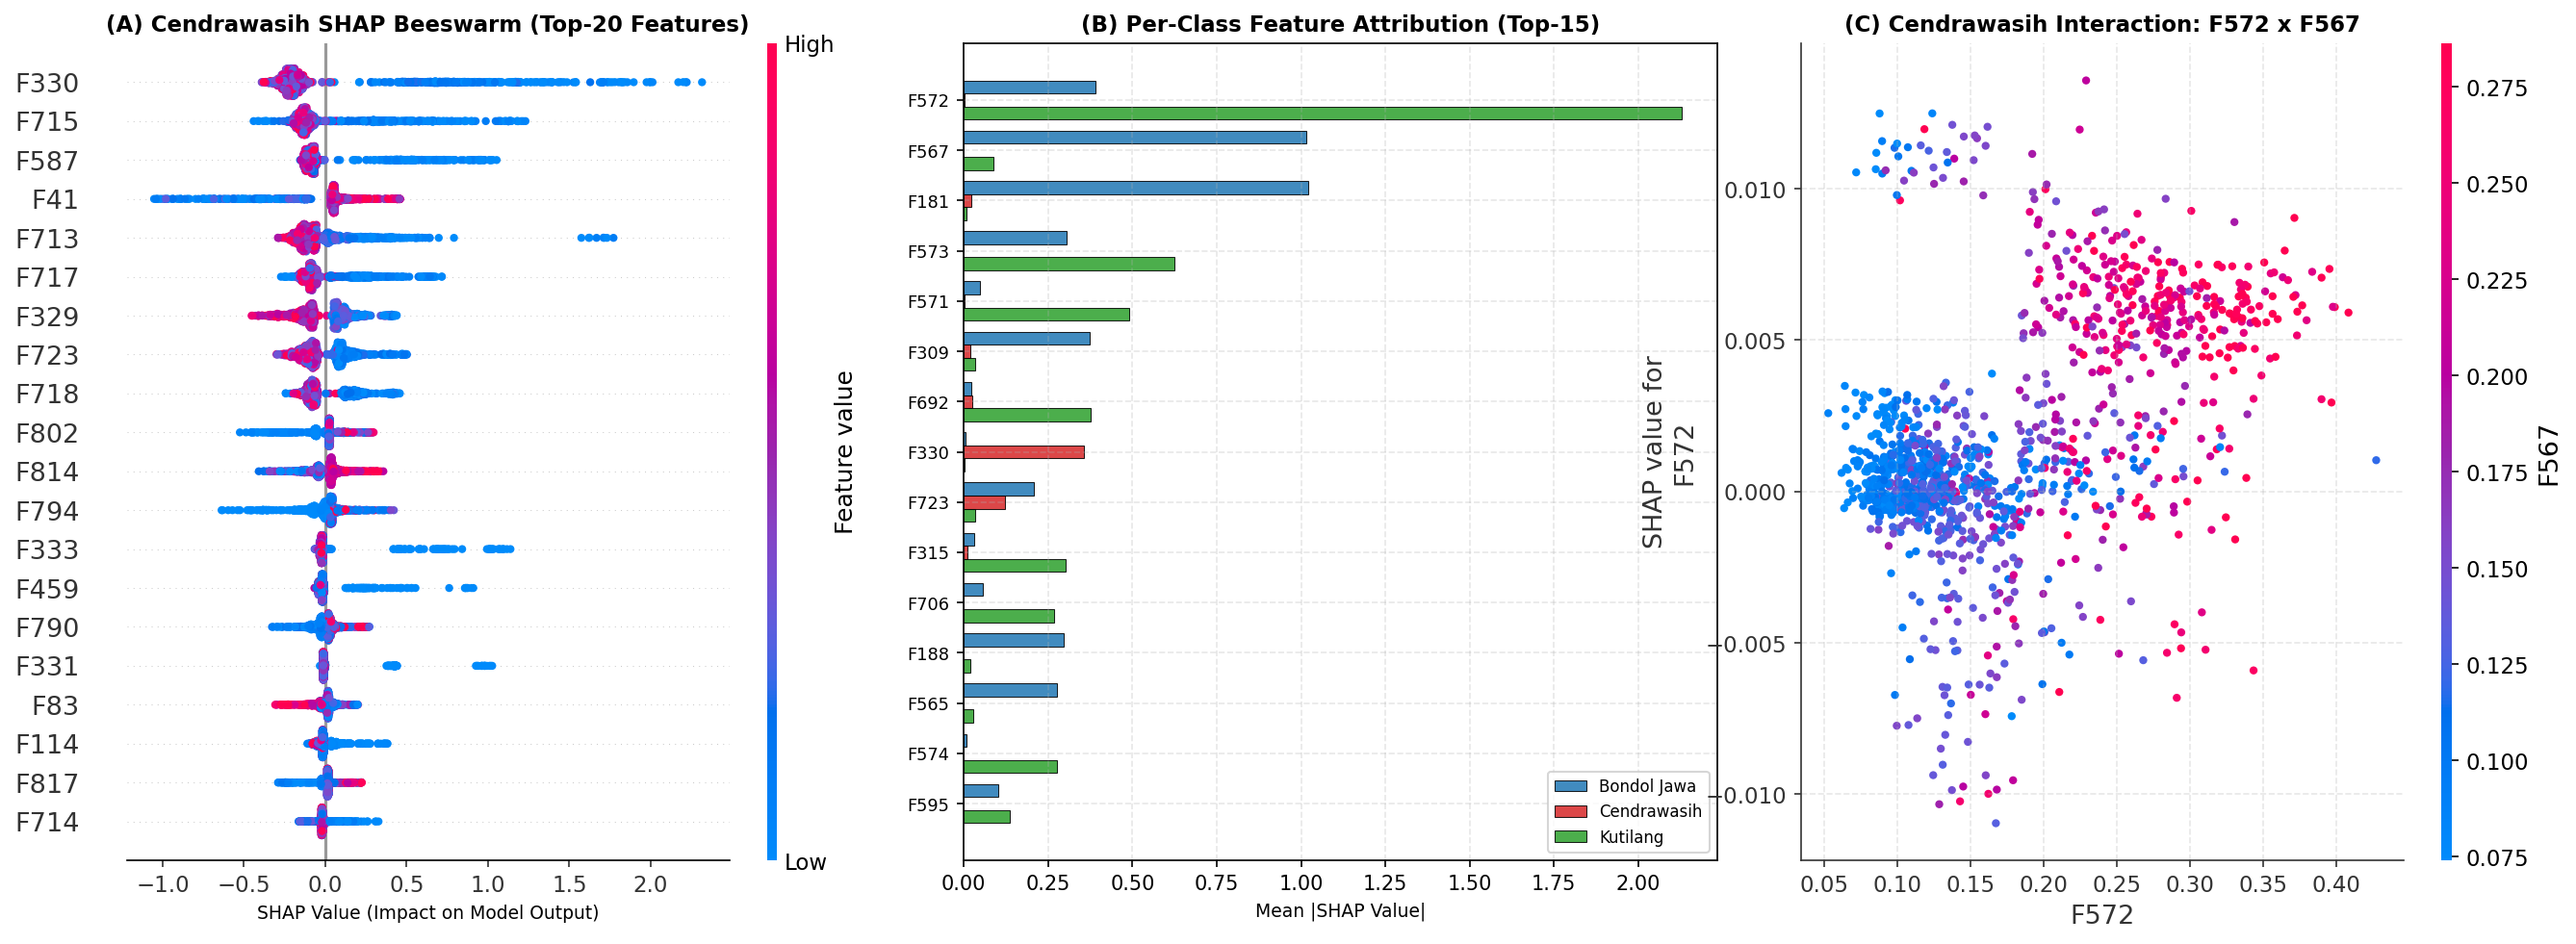 (A) Cendrawasih SHAP Beeswarm (Top-20 Features)
F330
F715
F587
F41
F713
F717
F329
F723
F718
F802
F814
F794
F333
F459
F790
F331
F83
F114
F817
F714
−1.0 −0.5 0.0 0.5 1.0 1.5 2.0
SHAP Value (Impact on Model Output)
High
Low
Feature value
(B) Per-Class Feature Attribution (Top-15)
F572
F567
F181
F573
F571
F309
F692
F330
F723
F315
F706
F188
F565
F574
F595
0.00 0.25 0.50 0.75 1.00 1.25 1.50 1.75 2.00
Mean |SHAP Value|
Bondol Jawa
Cendrawasih
Kutilang
(C) Cendrawasih Interaction: F572 x F567
SHAP value for
F572
0.010
0.005
0.000
−0.005
−0.010
0.05 0.10 0.15 0.20 0.25 0.30 0.35 0.40
F572
0.275
0.250
0.225
0.200
0.175
0.150
0.125
0.100
0.075
F567